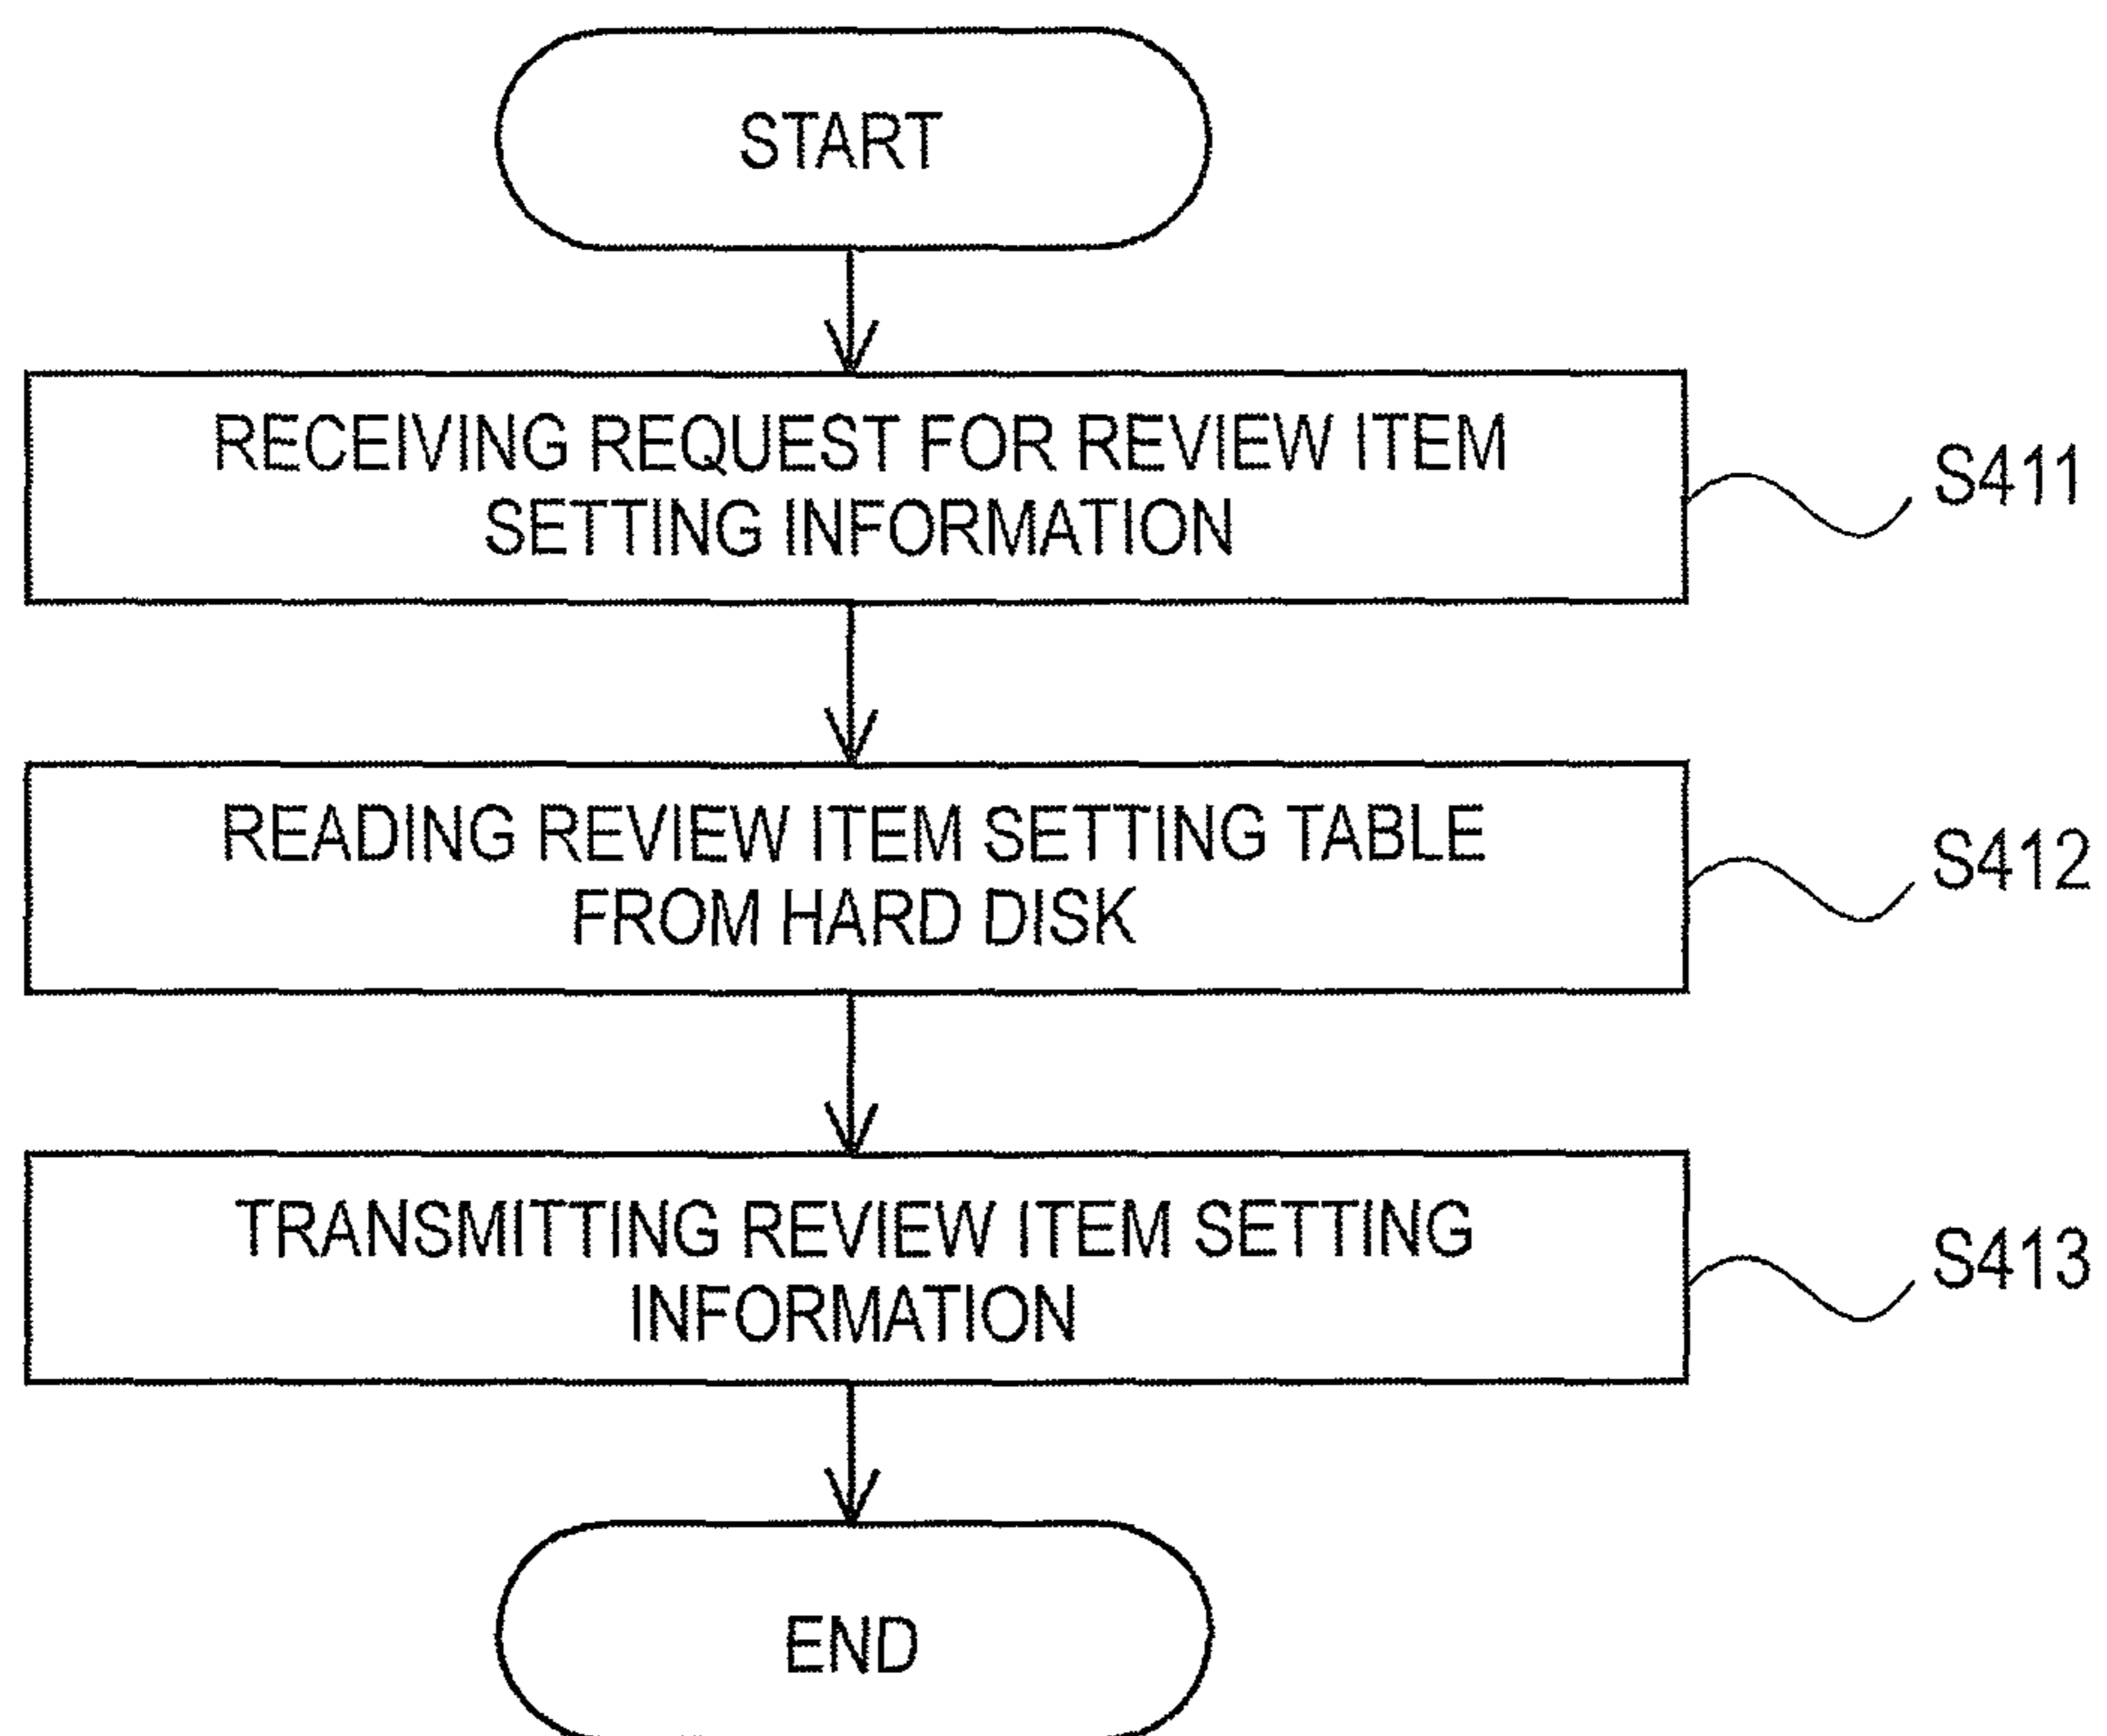 START
RECEIVING REQUEST FOR REVIEW ITEM
SETTING INFORMATION
S411
READING REVIEW ITEM SETTING TABLE
FROM HARD DISK
S412
TRANSMITTING REVIEW ITEM SETTING
INFORMATION
S413
END